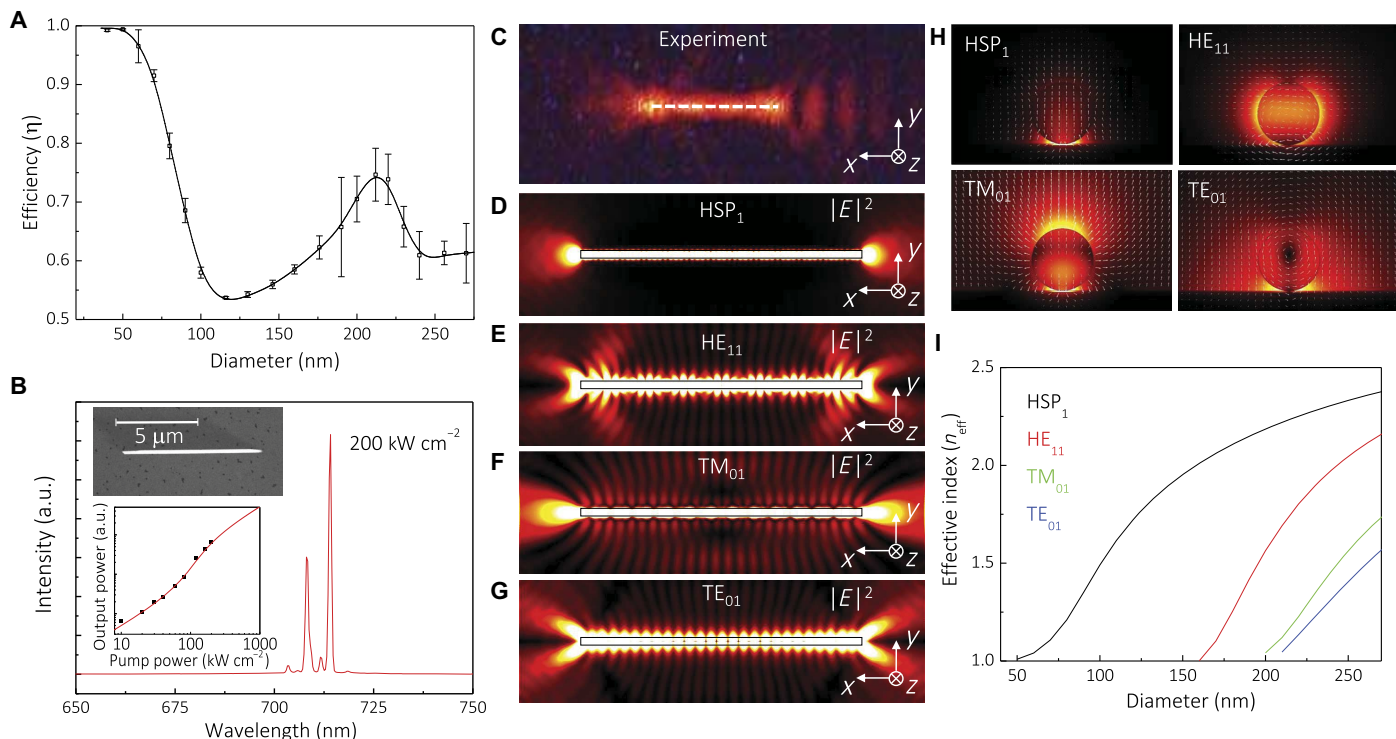 A
Efficiency (η)
1.0
0.9
0.8
0.7
0.6
0.5
50
100
150
200
250
Diameter (nm)
B
Intensity (a.u.)
5 μm
200 kW cm⁻²
Output power (a.u.)
10
100
1000
Pump power (kW cm⁻²)
650
675
700
725
750
Wavelength (nm)
C
Experiment
y
x
z
D
HSP₁
|E|²
y
x
z
E
HE₁₁
|E|²
y
x
z
F
TM₀₁
|E|²
y
x
z
G
TE₀₁
|E|²
y
x
z
H
HSP₁
HE₁₁
TM₀₁
TE₀₁
I
Effective index (n_eff)
2.5
2.0
1.5
1.0
HSP₁
HE₁₁
TM₀₁
TE₀₁
50
100
150
200
250
Diameter (nm)